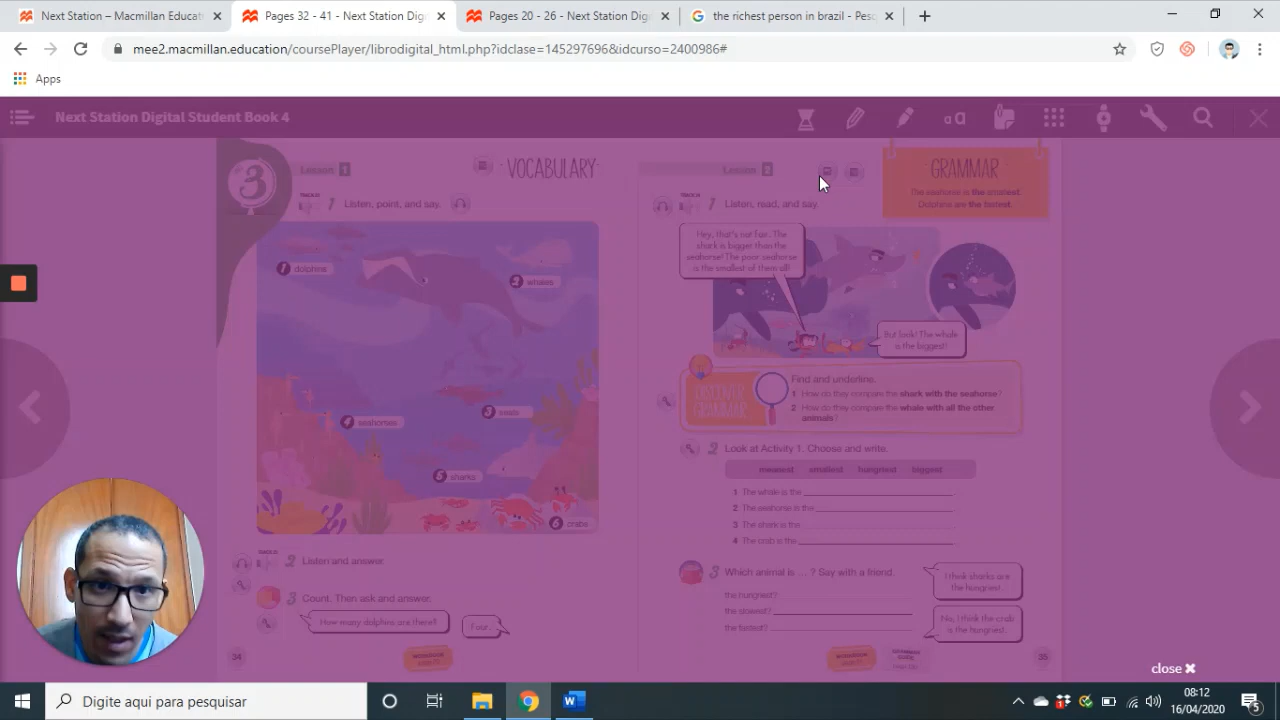 Next Station – Macmillan Educat
Pages 32 - 41 - Next Station Digi
Pages 20 - 26 - Next Station Dig
the richest person in brazil - Pesq
mee2.macmillan.education/coursePlayer/librodigital_html.php?idclase=145297696&idcurso=2400986#
Apps
Next Station Digital Student Book 4
a a
3
Lesson 1
· VOCABULARY ·
1 Listen, point, and say.
1 dolphins
2 whales
3 seals
4 seahorses
5 sharks
6 crabs
2 Listen and answer.
3 Count. Then ask and answer.
How many dolphins are there?
Four.
34
Lesson 2
· GRAMMAR ·
The seahorse is the smallest.
Dolphins are the fastest.
1 Listen, read, and say.
Hey, that's not fair. The
shark is bigger than the
seahorse! The poor seahorse
is the smallest of them all!
But look! The whale
is the biggest!
DISCOVER
GRAMMAR
Find and underline.
1 How do they compare the shark with the seahorse?
2 How do they compare the whale with all the other
animals?
2 Look at Activity 1. Choose and write.
meanest smallest hungriest biggest
1 The whale is the
2 The seahorse is the
3 The shark is the
4 The crab is the
3 Which animal is ... ? Say with a friend.
the hungriest?
the slowest?
the fastest?
I think sharks are
the hungriest.
No, I think the crab
is the hungriest.
35
close ✖
Digite aqui para pesquisar
08:12
16/04/2020
5